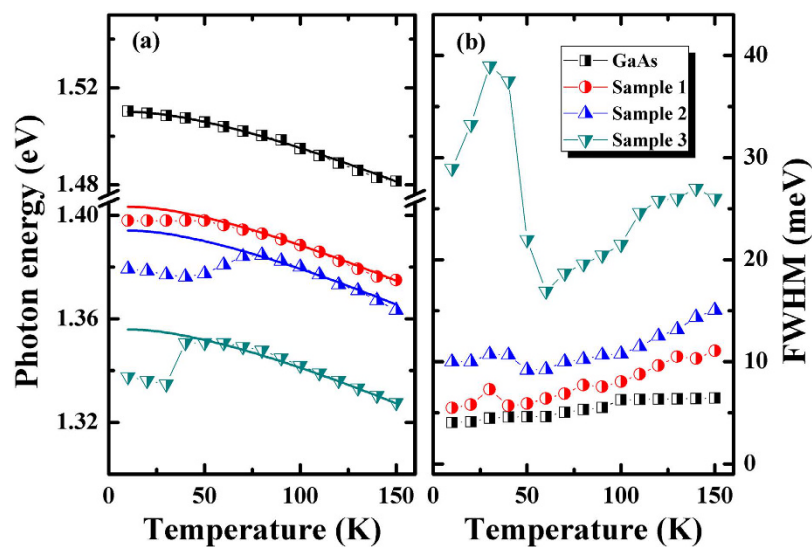 (a)
(b)
GaAs
Sample 1
Sample 2
Sample 3
Photon energy (eV)
1.52
1.48
1.40
1.36
1.32
FWHM (meV)
40
30
20
10
0
0 50 100 150
0 50 100 150
Temperature (K)
Temperature (K)